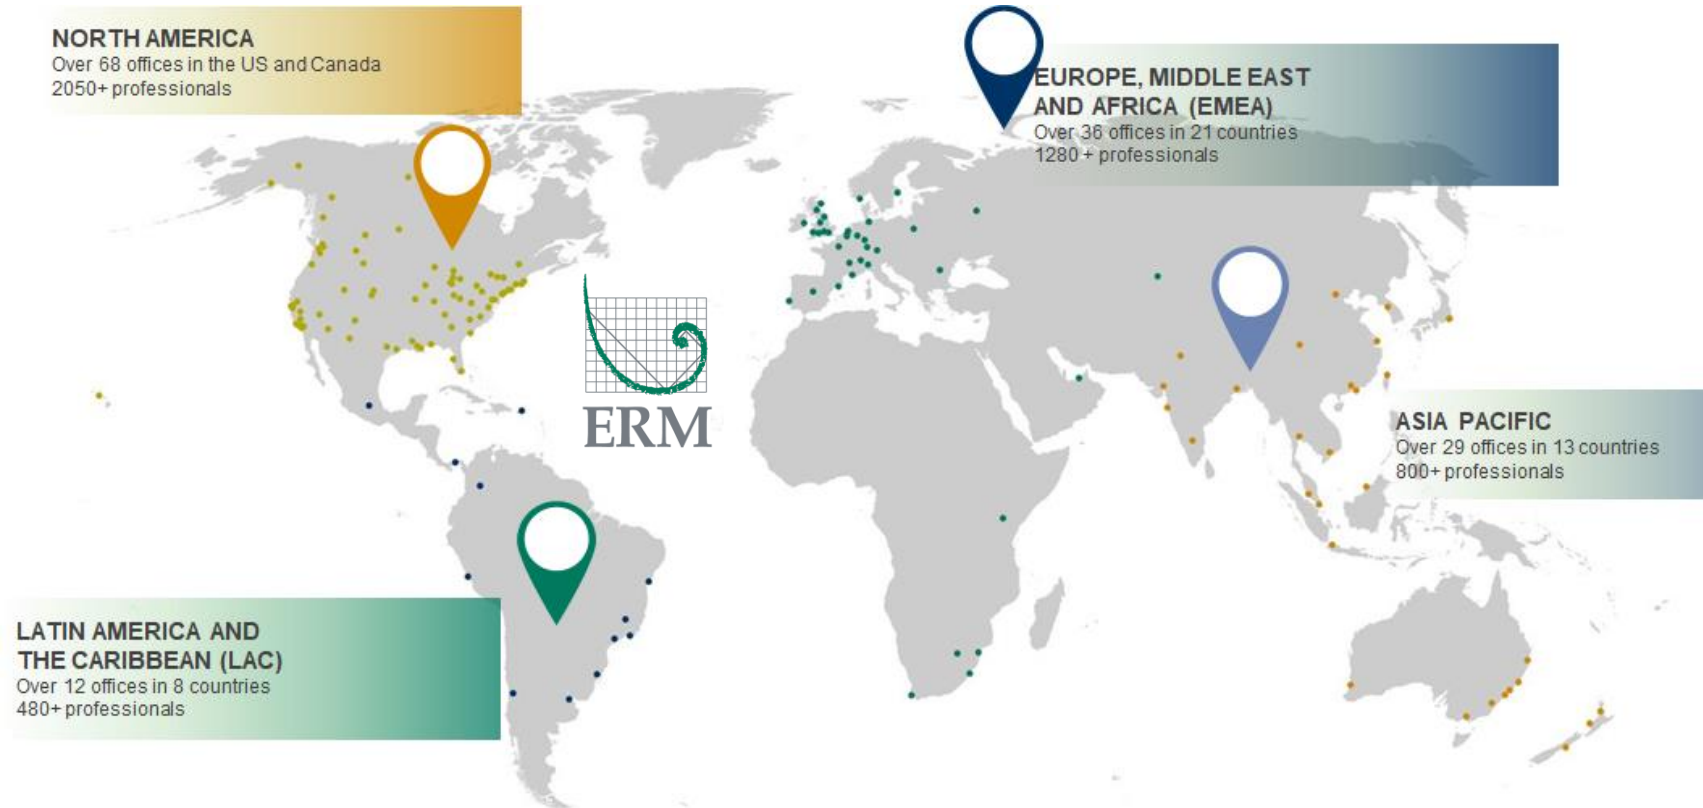 NORTH AMERICA
Over 68 offices in the US and Canada
2050+ professionals
EUROPE, MIDDLE EAST
AND AFRICA (EMEA)
Over 36 offices in 21 countries
1280 + professionals
ERM
ASIA PACIFIC
Over 29 offices in 13 countries
800+ professionals
LATIN AMERICA AND
THE CARIBBEAN (LAC)
Over 12 offices in 8 countries
480+ professionals